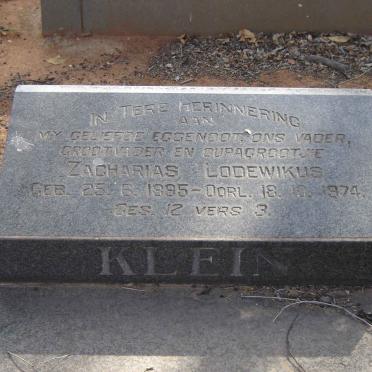 IN TERE HERINNERING
AAN
MY GELIEFDE EGGENOOT, ONS VADER,
GROOTVADER EN OUPAGROOTJIE
ZACHARIAS LODEWIKUS
GEB. 25. 6. 1895 – OORL. 18. 1974.
GES. 12 VERS 3.
KLEIN